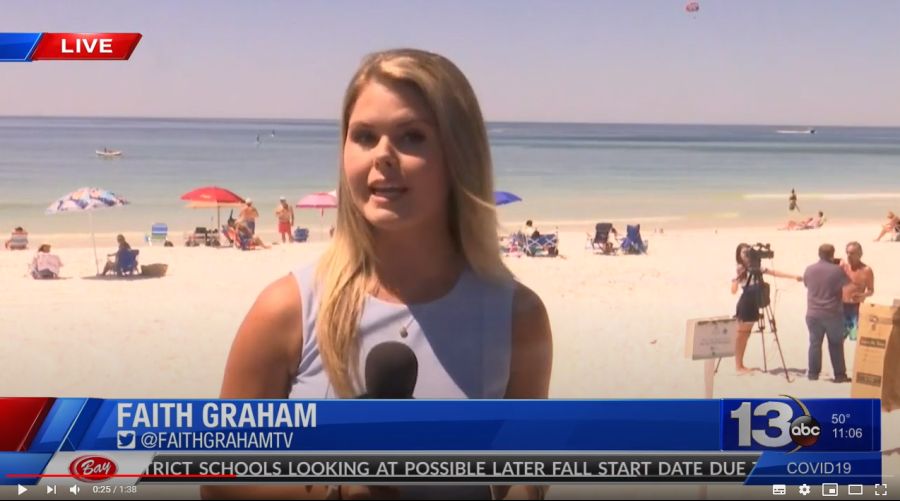 LIVE
FAITH GRAHAM
@FAITHGRAHAMTV
13 abc
50°
11:06
Bay
TRICT SCHOOLS LOOKING AT POSSIBLE LATER FALL START DATE DUE
COVID19
0:25 / 1:38